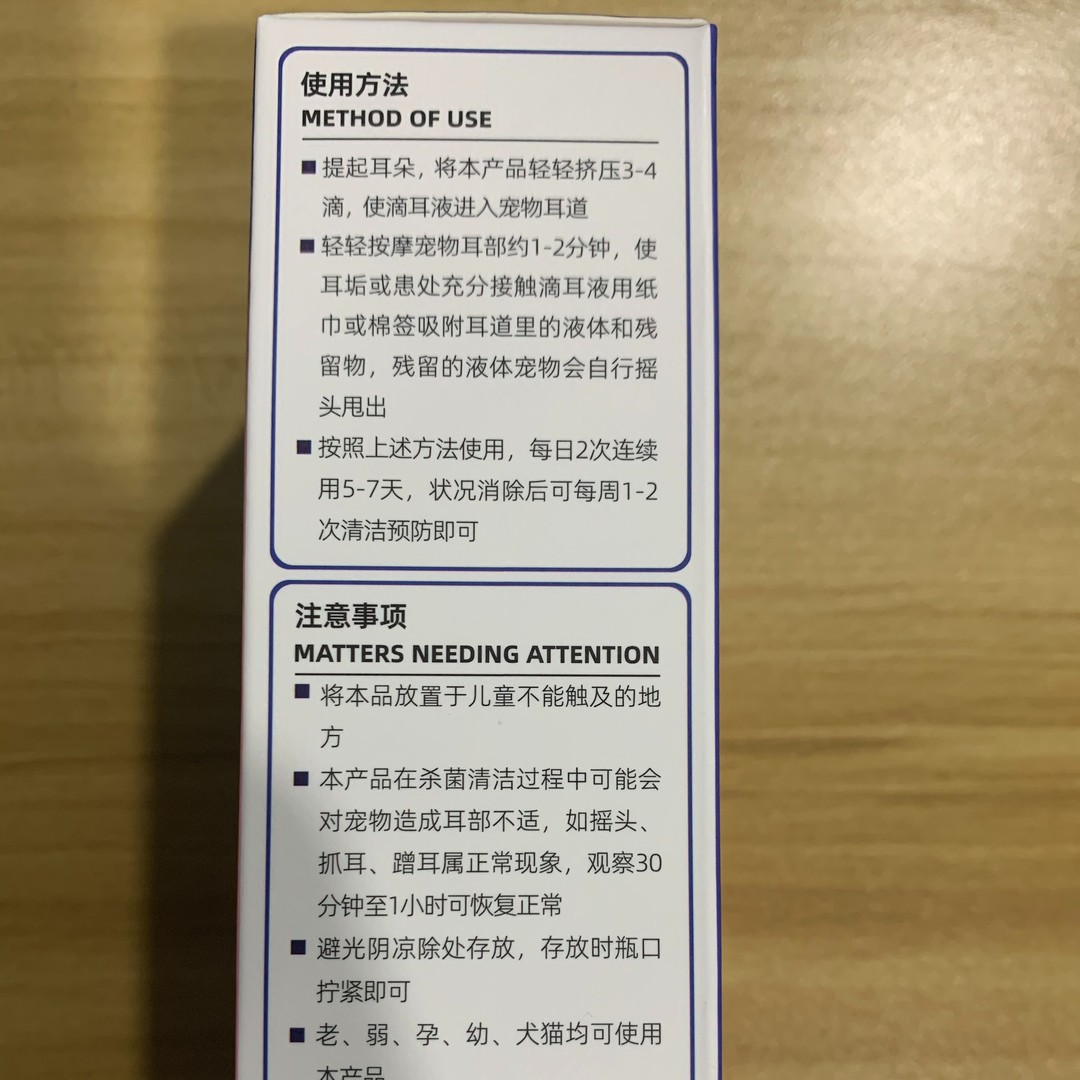 使用方法
METHOD OF USE
提起耳朵，将本产品轻轻挤压3-4
滴，使滴耳液进入宠物耳道
轻轻按摩宠物耳部约1-2分钟，使
耳垢或患处充分接触滴耳液用纸
巾或棉签吸附耳道里的液体和残
留物，残留的液体宠物会自行摇
头甩出
按照上述方法使用，每日2次连续
用5-7天，状况消除后可每周1-2
次清洁预防即可
注意事项
MATTERS NEEDING ATTENTION
将本品放置于儿童不能触及的地
方
本产品在杀菌清洁过程中可能会
对宠物造成耳部不适，如摇头、
抓耳、蹭耳属正常现象，观察30
分钟至1小时可恢复正常
避光阴凉除处存放，存放时瓶口
拧紧即可
老、弱、孕、幼、犬猫均可使用
本产品